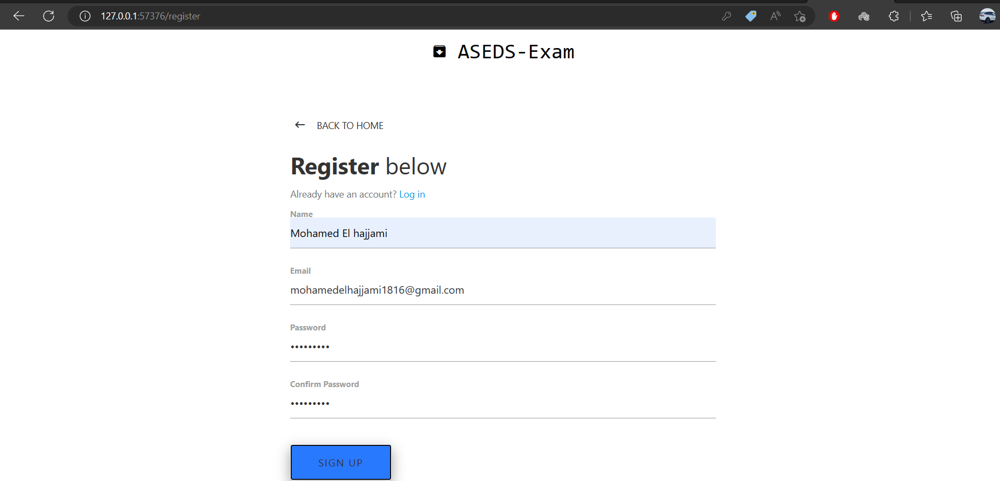 127.0.0.1:57376/register
ASEDS-Exam
BACK TO HOME
Register below
Already have an account? Log in
Name
Mohamed El hajjami
Email
mohamedelhajjami1816@gmail.com
Password
•••••••••
Confirm Password
•••••••••
SIGN UP